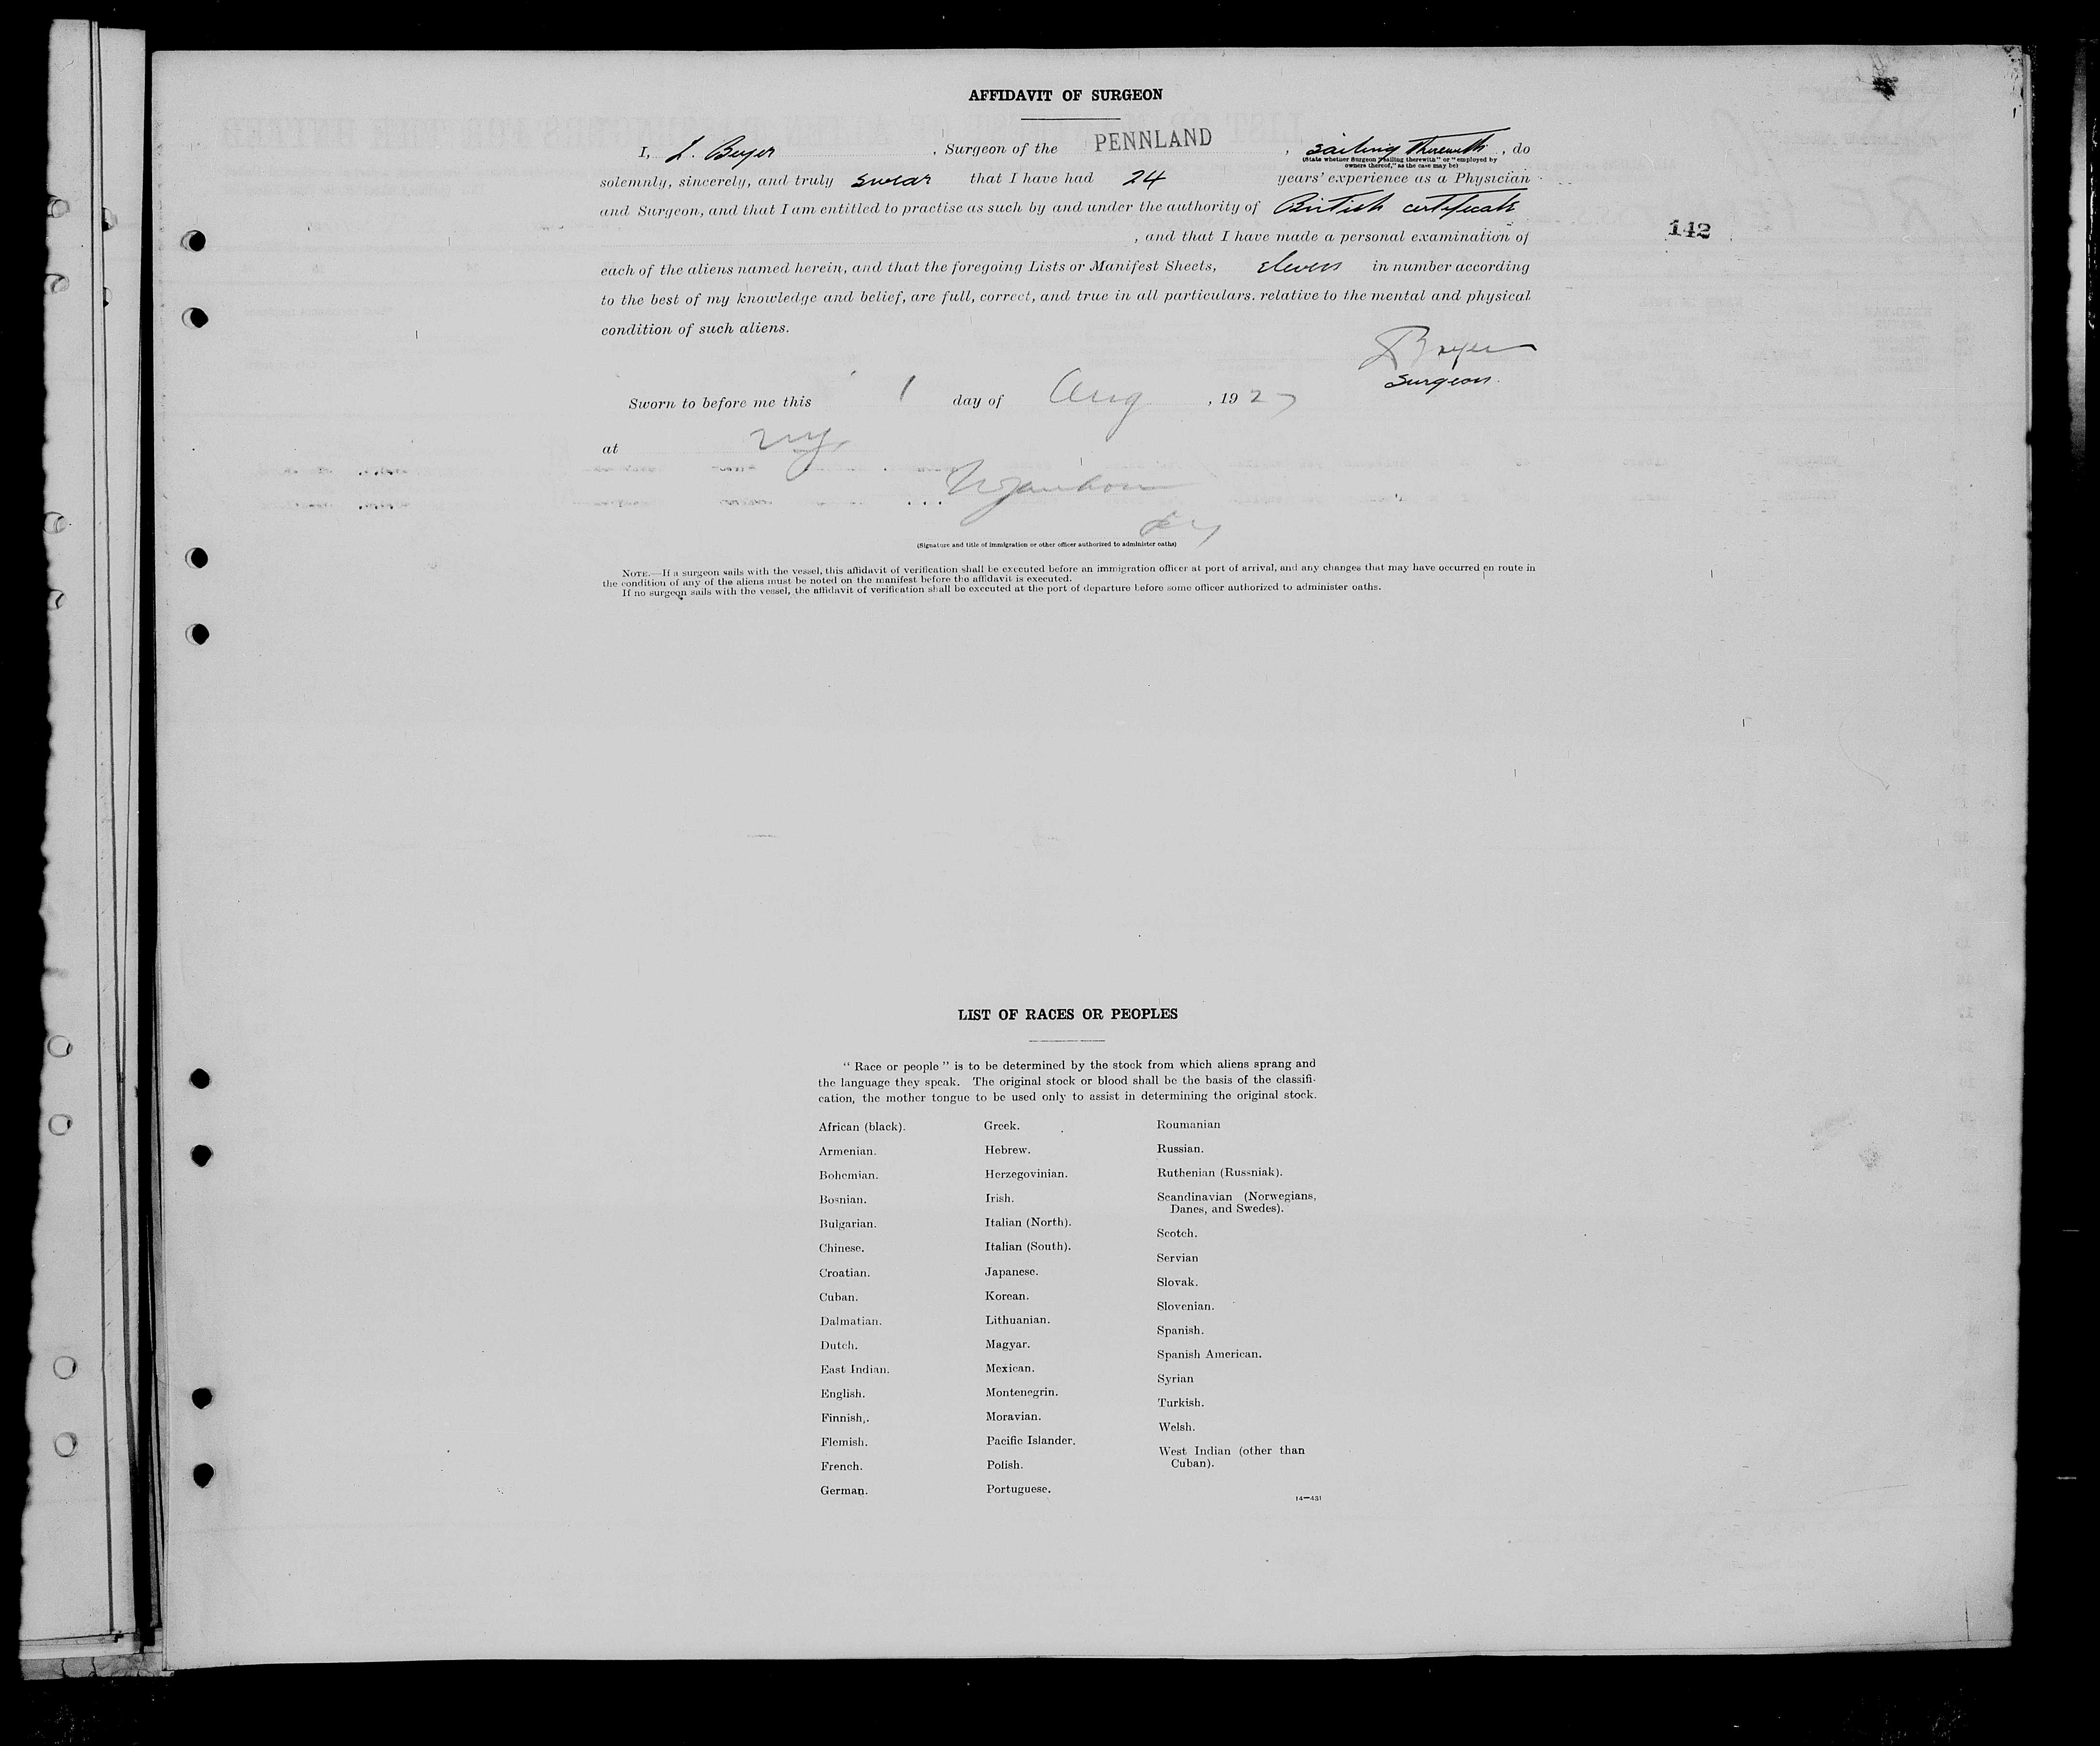 AFFIDAVIT OF SURGEON
I, L. Beyer, Surgeon of the PENNLAND, sailing therewith, do
(State whether Surgeon "sailing therewith" or "employed by
owners thereof," as the case may be)
solemnly, sincerely, and truly swear that I have had 24 years' experience as a Physician
and Surgeon, and that I am entitled to practise as such by and under the authority of British certificate
142
, and that I have made a personal examination of
each of the aliens named herein, and that the foregoing Lists or Manifest Sheets, eleven in number according
to the best of my knowledge and belief, are full, correct, and true in all particulars. relative to the mental and physical
condition of such aliens.
Beyer
Surgeon.
Sworn to before me this 1 day of Aug, 1927
at NY.
(Signature and title of immigration or other officer authorized to administer oaths)
NOTE.—If a surgeon sails with the vessel, this affidavit of verification shall be executed before an immigration officer at port of arrival, and any changes that may have occurred en route in
the condition of any of the aliens must be noted on the manifest before the affidavit is executed.
If no surgeon sails with the vessel, the affidavit of verification shall be executed at the port of departure before some officer authorized to administer oaths.
LIST OF RACES OR PEOPLES
"Race or people" is to be determined by the stock from which aliens sprang and
the language they speak. The original stock or blood shall be the basis of the classifi-
cation, the mother tongue to be used only to assist in determining the original stock.
African (black).
Armenian.
Bohemian.
Bosnian.
Bulgarian.
Chinese.
Croatian.
Cuban.
Dalmatian.
Dutch.
East Indian.
English.
Finnish,.
Flemish.
French.
German.
Greek.
Hebrew.
Herzegovinian.
Irish.
Italian (North).
Italian (South).
Japanese.
Korean.
Lithuanian.
Magyar.
Mexican.
Montenegrin.
Moravian.
Pacific Islander.
Polish.
Portuguese.
Roumanian
Russian.
Ruthenian (Russniak).
Scandinavian (Norwegians,
Danes, and Swedes).
Scotch.
Servian
Slovak.
Slovenian.
Spanish.
Spanish American.
Syrian
Turkish.
Welsh.
West Indian (other than
Cuban).
14—431